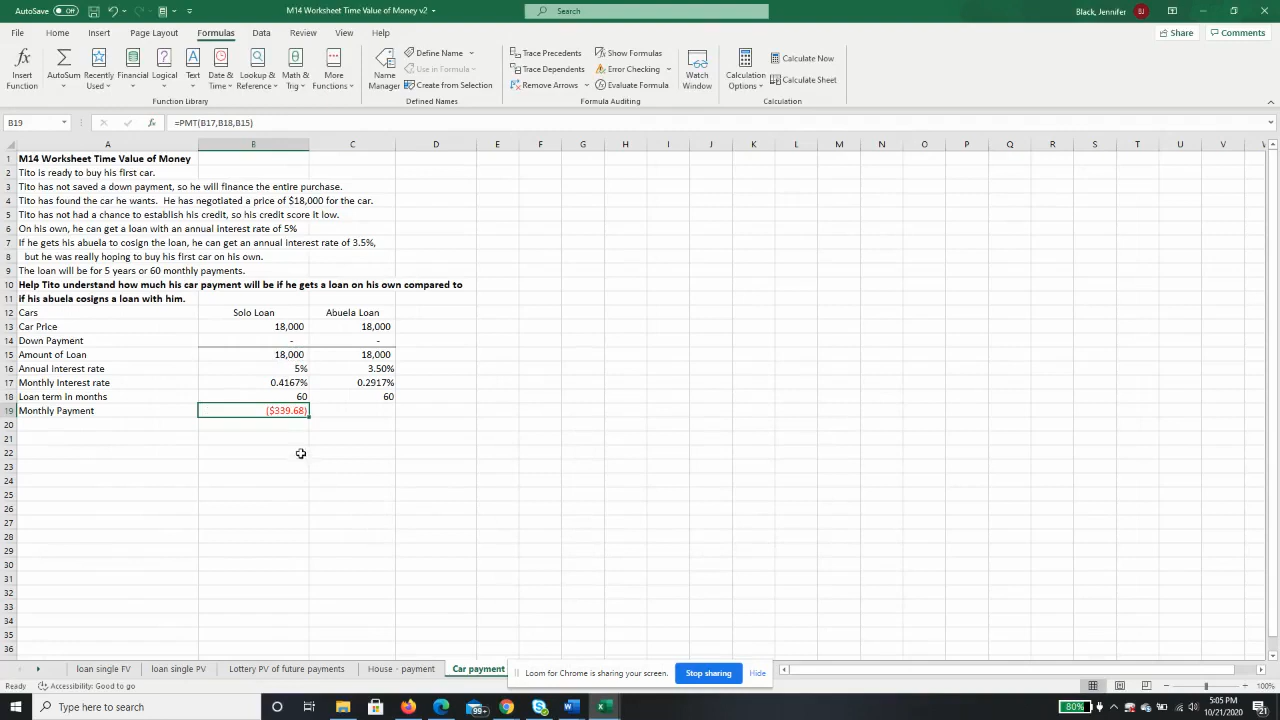 AutoSave Off M14 Worksheet Time Value of Money v2 Search Black, Jennifer BJ
File Home Insert Page Layout Formulas Data Review View Help Share Comments
fx Insert Function AutoSum Recently Used Financial Logical Text Date & Time Lookup & Reference Math & Trig More Functions
Function Library
Name Manager Define Name Use in Formula Create from Selection
Defined Names
Trace Precedents Trace Dependents Remove Arrows Show Formulas Error Checking Evaluate Formula Watch Window
Formula Auditing
Calculation Options Calculate Now Calculate Sheet
Calculation
B19 fx =PMT(B17,B18,B15)
A B C D E F G H I J K L M N O P Q R S T U V
1 M14 Worksheet Time Value of Money
2 Tito is ready to buy his first car.
3 Tito has not saved a down payment, so he will finance the entire purchase.
4 Tito has found the car he wants. He has negotiated a price of $18,000 for the car.
5 Tito has not had a chance to establish his credit, so his credit score it low.
6 On his own, he can get a loan with an annual interest rate of 5%
7 If he gets his abuela to cosign the loan, he can get an annual interest rate of 3.5%,
8 but he was really hoping to buy his first car on his own.
9 The loan will be for 5 years or 60 monthly payments.
10 Help Tito understand how much his car payment will be if he gets a loan on his own compared to
11 if his abuela cosigns a loan with him.
12 Cars Solo Loan Abuela Loan
13 Car Price 18,000 18,000
14 Down Payment - -
15 Amount of Loan 18,000 18,000
16 Annual interest rate 5% 3.50%
17 Monthly Interest rate 0.4167% 0.2917%
18 Loan term in months 60 60
19 Monthly Payment ($339.68)
20
21
22
23
24
25
26
27
28
29
30
31
32
33
34
35
36
loan single FV loan single PV Lottery PV of future payments House - payment Car payment
Loom for Chrome is sharing your screen. Stop sharing Hide
Ready Accessibility: Good to go 100%
Type here to search 99+ 80% 5:05 PM
10/21/2020 21